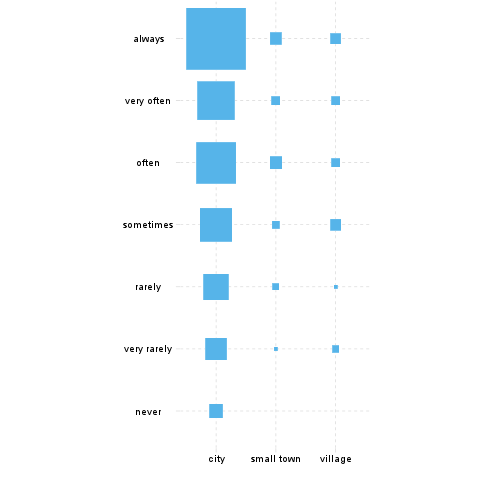 always
very often
often
sometimes
rarely
very rarely
never
city small town village